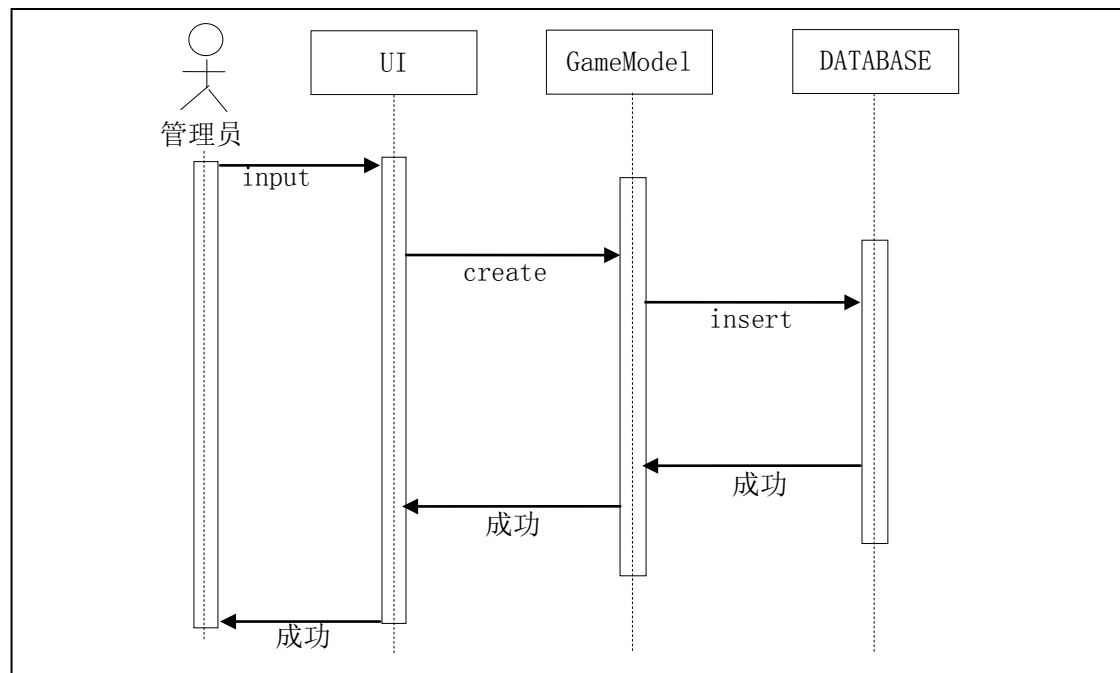 UI
GameModel
DATABASE
管理员
input
create
insert
成功
成功
成功